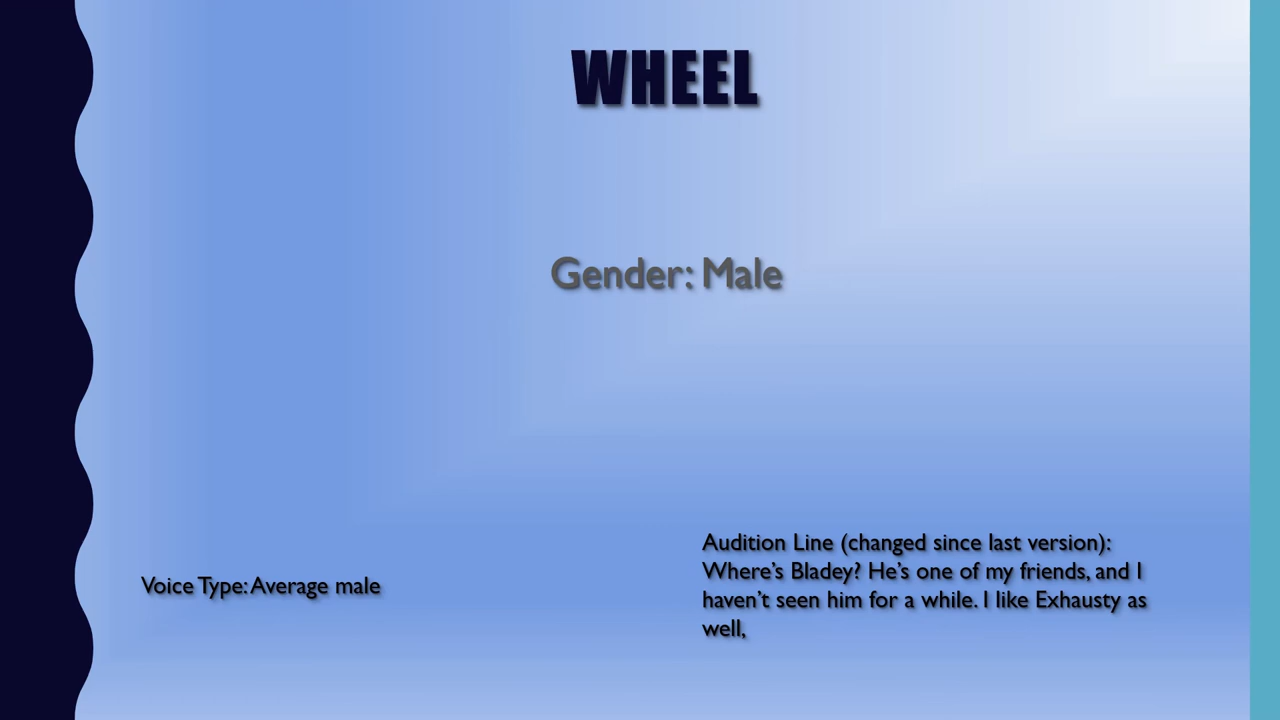 WHEEL
Gender: Male
Voice Type: Average male
Audition Line (changed since last version):
Where’s Bladey? He’s one of my friends, and I
haven’t seen him for a while. I like Exhausty as
well,